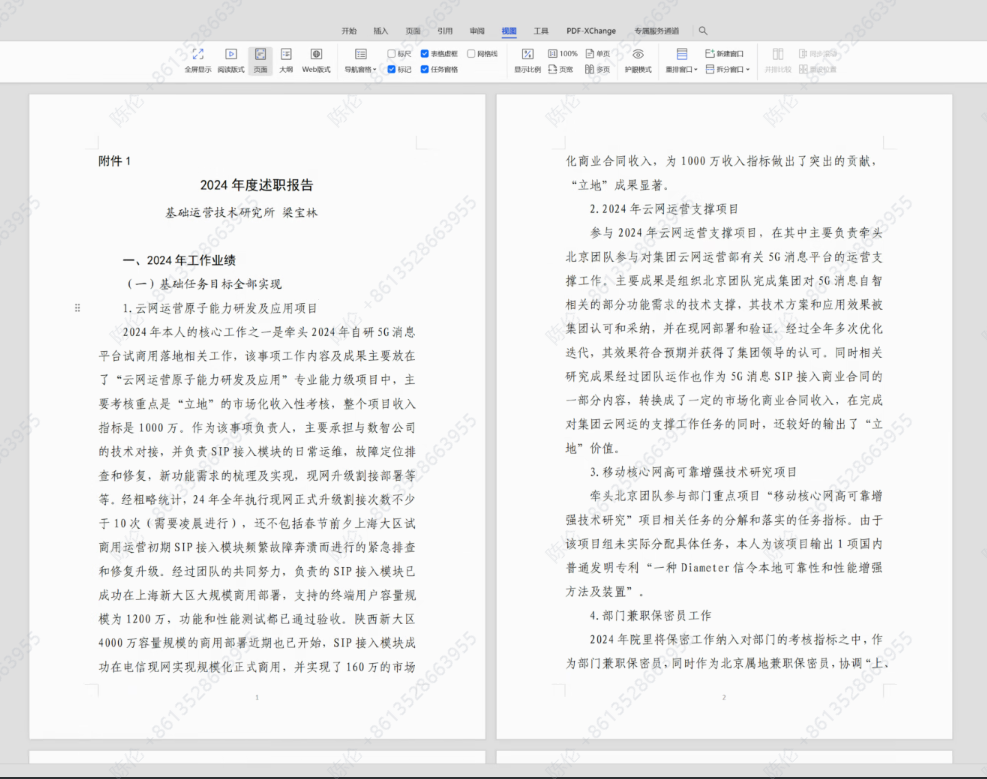 开始 插入 页面 引用 审阅 视图 工具 PDF-XChange 专属服务通道
全屏显示 阅读版式 页面 大纲 Web版式 导航窗格 标尺 表格虚框 网格线 标记 任务窗格 显示比例 100% 单页 页宽 多页 护眼模式 重排窗口 新建窗口 拆分窗口 并排比较 同步滚动 重设位置
附件 1
2024 年度述职报告
基础运营技术研究所 梁宝林
一、2024 年工作业绩
（一）基础任务目标全部实现
1.云网运营原子能力研发及应用项目
2024 年本人的核心工作之一是牵头 2024 年自研 5G 消息
平台试商用落地相关工作，该事项工作内容及成果主要放在
了“云网运营原子能力研发及应用”专业能力级项目中，主
要考核重点是“立地”的市场化收入性考核，整个项目收入
指标是 1000 万。作为该事项负责人，主要承担与数智公司
的技术对接，并负责 SIP 接入模块的日常运维，故障定位排
查和修复，新功能需求的梳理及实现，现网升级割接部署等
等。经粗略统计，24 年全年执行现网正式升级割接次数不少
于 10 次（需要凌晨进行），还不包括春节前夕上海大区试
商用运营初期 SIP 接入模块频繁故障奔溃而进行的紧急排查
和修复升级。经过团队的共同努力，负责的 SIP 接入模块已
成功在上海新大区大规模商用部署，支持的终端用户容量规
模为 1200 万，功能和性能测试都已通过验收。陕西新大区
4000 万容量规模的商用部署近期也已开始，SIP 接入模块成
功在电信现网实现规模化正式商用，并实现了 160 万的市场
1
化商业合同收入，为 1000 万收入指标做出了突出的贡献，
“立地”成果显著。
2.2024 年云网运营支撑项目
参与 2024 年云网运营支撑项目，在其中主要负责牵头
北京团队参与对集团云网运营部有关 5G 消息平台的运营支
撑工作。主要成果是组织北京团队完成集团对 5G 消息自智
相关的部分功能需求的技术支撑，其技术方案和应用效果被
集团认可和采纳，并在现网部署和验证。经过全年多次优化
迭代，其效果符合预期并获得了集团领导的认可。同时相关
研究成果经过团队运作也作为 5G 消息 SIP 接入商业合同的
一部分内容，转换成了一定的市场化商业合同收入，在完成
对集团云网运的支撑工作任务的同时，还较好的输出了“立
地”价值。
3.移动核心网高可靠增强技术研究项目
牵头北京团队参与部门重点项目“移动核心网高可靠增
强技术研究”项目相关任务的分解和落实的任务指标。由于
该项目组未实际分配具体任务，本人为该项目输出 1 项国内
普通发明专利“一种 Diameter 信令本地可靠性和性能增强
方法及装置”。
4.部门兼职保密员工作
2024 年院里将保密工作纳入对部门的考核指标之中，作
为部门兼职保密员，同时作为北京属地兼职保密员，协调“上、
2
陈伦 +8613528663955